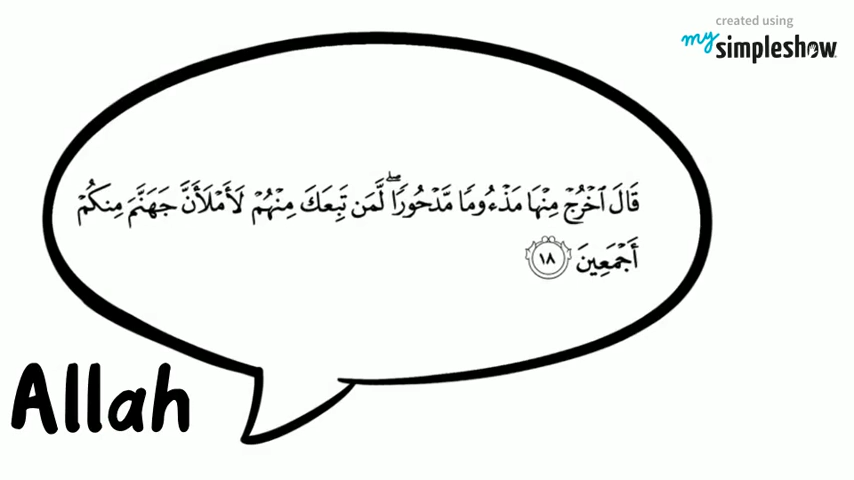 created using
my simpleshow
قَالَ ٱخْرُجْ مِنْهَا مَذْءُومًا مَّدْحُورًا ۖ لَّمَن تَبِعَكَ مِنْهُمْ لَأَمْلَأَنَّ جَهَنَّمَ مِنكُمْ
أَجْمَعِينَ ١٨
Allah